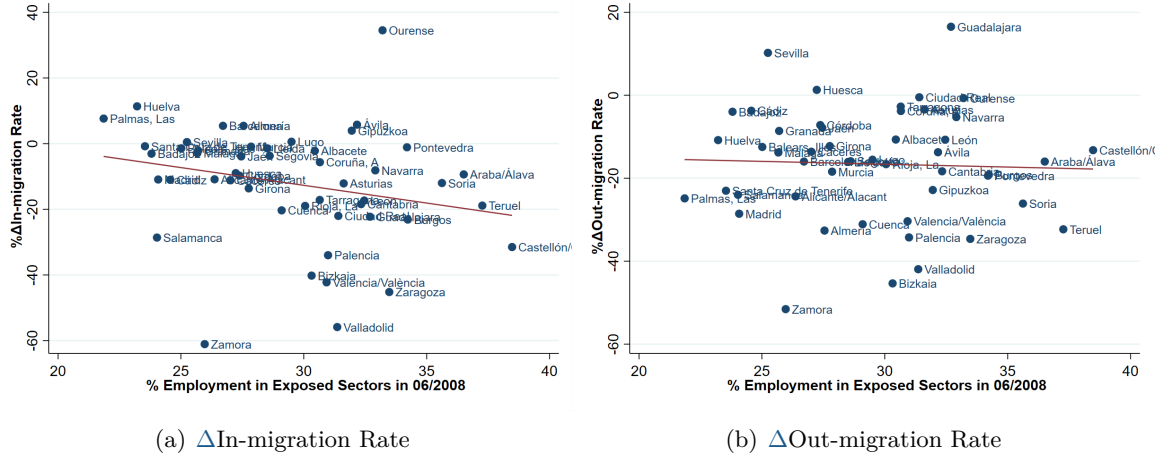 40
20
0
-20
-40
-60
%ΔIn-migration Rate
Ourense
Huelva
Palmas, Las
Ávila
Gipuzkoa
Sevilla
Lugo
Pontevedra
Albacete
Segovia
Coruña, A
Navarra
Araba/Álava
Asturias
Soria
Girona
Cuenca
Rioja, La
Cantabria
Teruel
Burgos
Salamanca
Castellón/
Palencia
Bizkaia
Valencia/València
Zaragoza
Valladolid
Zamora
20 25 30 35 40
% Employment in Exposed Sectors in 06/2008
(a) ΔIn-migration Rate
20
0
-20
-40
-60
%ΔOut-migration Rate
Guadalajara
Sevilla
Huesca
Ciudad Real
Ourense
Tarragona
Navarra
Badajoz
Cádiz
Córdoba
Jaén
Granada
Huelva
Albacete
León
Girona
Ávila
Castellón/
Murcia
Araba/Álava
Cantabria
Pontevedra
Santa Cruz de Tenerife
Salamanca
Alicante/Alacant
Gipuzkoa
Palmas, Las
Soria
Madrid
Cuenca
Valencia/València
Almería
Palencia
Zaragoza
Teruel
Valladolid
Bizkaia
Zamora
20 25 30 35 40
% Employment in Exposed Sectors in 06/2008
(b) ΔOut-migration Rate